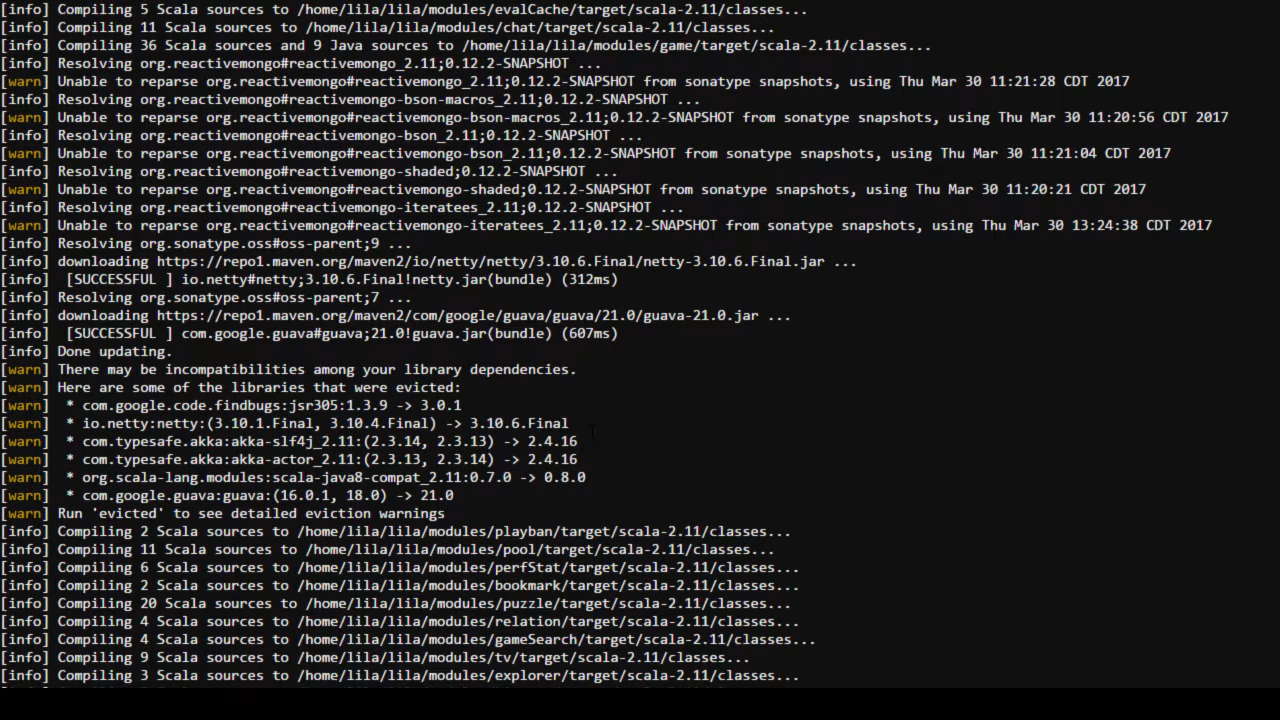 [info] Compiling 5 Scala sources to /home/lila/lila/modules/evalCache/target/scala-2.11/classes...
[info] Compiling 11 Scala sources to /home/lila/lila/modules/chat/target/scala-2.11/classes...
[info] Compiling 36 Scala sources and 9 Java sources to /home/lila/lila/modules/game/target/scala-2.11/classes...
[info] Resolving org.reactivemongo#reactivemongo_2.11;0.12.2-SNAPSHOT ...
[warn] Unable to reparse org.reactivemongo#reactivemongo_2.11;0.12.2-SNAPSHOT from sonatype snapshots, using Thu Mar 30 11:21:28 CDT 2017
[info] Resolving org.reactivemongo#reactivemongo-bson-macros_2.11;0.12.2-SNAPSHOT ...
[warn] Unable to reparse org.reactivemongo#reactivemongo-bson-macros_2.11;0.12.2-SNAPSHOT from sonatype snapshots, using Thu Mar 30 11:20:56 CDT 2017
[info] Resolving org.reactivemongo#reactivemongo-bson_2.11;0.12.2-SNAPSHOT ...
[warn] Unable to reparse org.reactivemongo#reactivemongo-bson_2.11;0.12.2-SNAPSHOT from sonatype snapshots, using Thu Mar 30 11:21:04 CDT 2017
[info] Resolving org.reactivemongo#reactivemongo-shaded;0.12.2-SNAPSHOT ...
[warn] Unable to reparse org.reactivemongo#reactivemongo-shaded;0.12.2-SNAPSHOT from sonatype snapshots, using Thu Mar 30 11:20:21 CDT 2017
[info] Resolving org.reactivemongo#reactivemongo-iteratees_2.11;0.12.2-SNAPSHOT ...
[warn] Unable to reparse org.reactivemongo#reactivemongo-iteratees_2.11;0.12.2-SNAPSHOT from sonatype snapshots, using Thu Mar 30 13:24:38 CDT 2017
[info] Resolving org.sonatype.oss#oss-parent;9 ...
[info] downloading https://repo1.maven.org/maven2/io/netty/netty/3.10.6.Final/netty-3.10.6.Final.jar ...
[info]  [SUCCESSFUL ] io.netty#netty;3.10.6.Final!netty.jar(bundle) (312ms)
[info] Resolving org.sonatype.oss#oss-parent;7 ...
[info] downloading https://repo1.maven.org/maven2/com/google/guava/guava/21.0/guava-21.0.jar ...
[info]  [SUCCESSFUL ] com.google.guava#guava;21.0!guava.jar(bundle) (607ms)
[info] Done updating.
[warn] There may be incompatibilities among your library dependencies.
[warn] Here are some of the libraries that were evicted:
[warn]  * com.google.code.findbugs:jsr305:1.3.9 -> 3.0.1
[warn]  * io.netty:netty:(3.10.1.Final, 3.10.4.Final) -> 3.10.6.Final
[warn]  * com.typesafe.akka:akka-slf4j_2.11:(2.3.14, 2.3.13) -> 2.4.16
[warn]  * com.typesafe.akka:akka-actor_2.11:(2.3.13, 2.3.14) -> 2.4.16
[warn]  * org.scala-lang.modules:scala-java8-compat_2.11:0.7.0 -> 0.8.0
[warn]  * com.google.guava:guava:(16.0.1, 18.0) -> 21.0
[warn] Run 'evicted' to see detailed eviction warnings
[info] Compiling 2 Scala sources to /home/lila/lila/modules/playban/target/scala-2.11/classes...
[info] Compiling 11 Scala sources to /home/lila/lila/modules/pool/target/scala-2.11/classes...
[info] Compiling 6 Scala sources to /home/lila/lila/modules/perfStat/target/scala-2.11/classes...
[info] Compiling 2 Scala sources to /home/lila/lila/modules/bookmark/target/scala-2.11/classes...
[info] Compiling 20 Scala sources to /home/lila/lila/modules/puzzle/target/scala-2.11/classes...
[info] Compiling 4 Scala sources to /home/lila/lila/modules/relation/target/scala-2.11/classes...
[info] Compiling 4 Scala sources to /home/lila/lila/modules/gameSearch/target/scala-2.11/classes...
[info] Compiling 9 Scala sources to /home/lila/lila/modules/tv/target/scala-2.11/classes...
[info] Compiling 3 Scala sources to /home/lila/lila/modules/explorer/target/scala-2.11/classes...